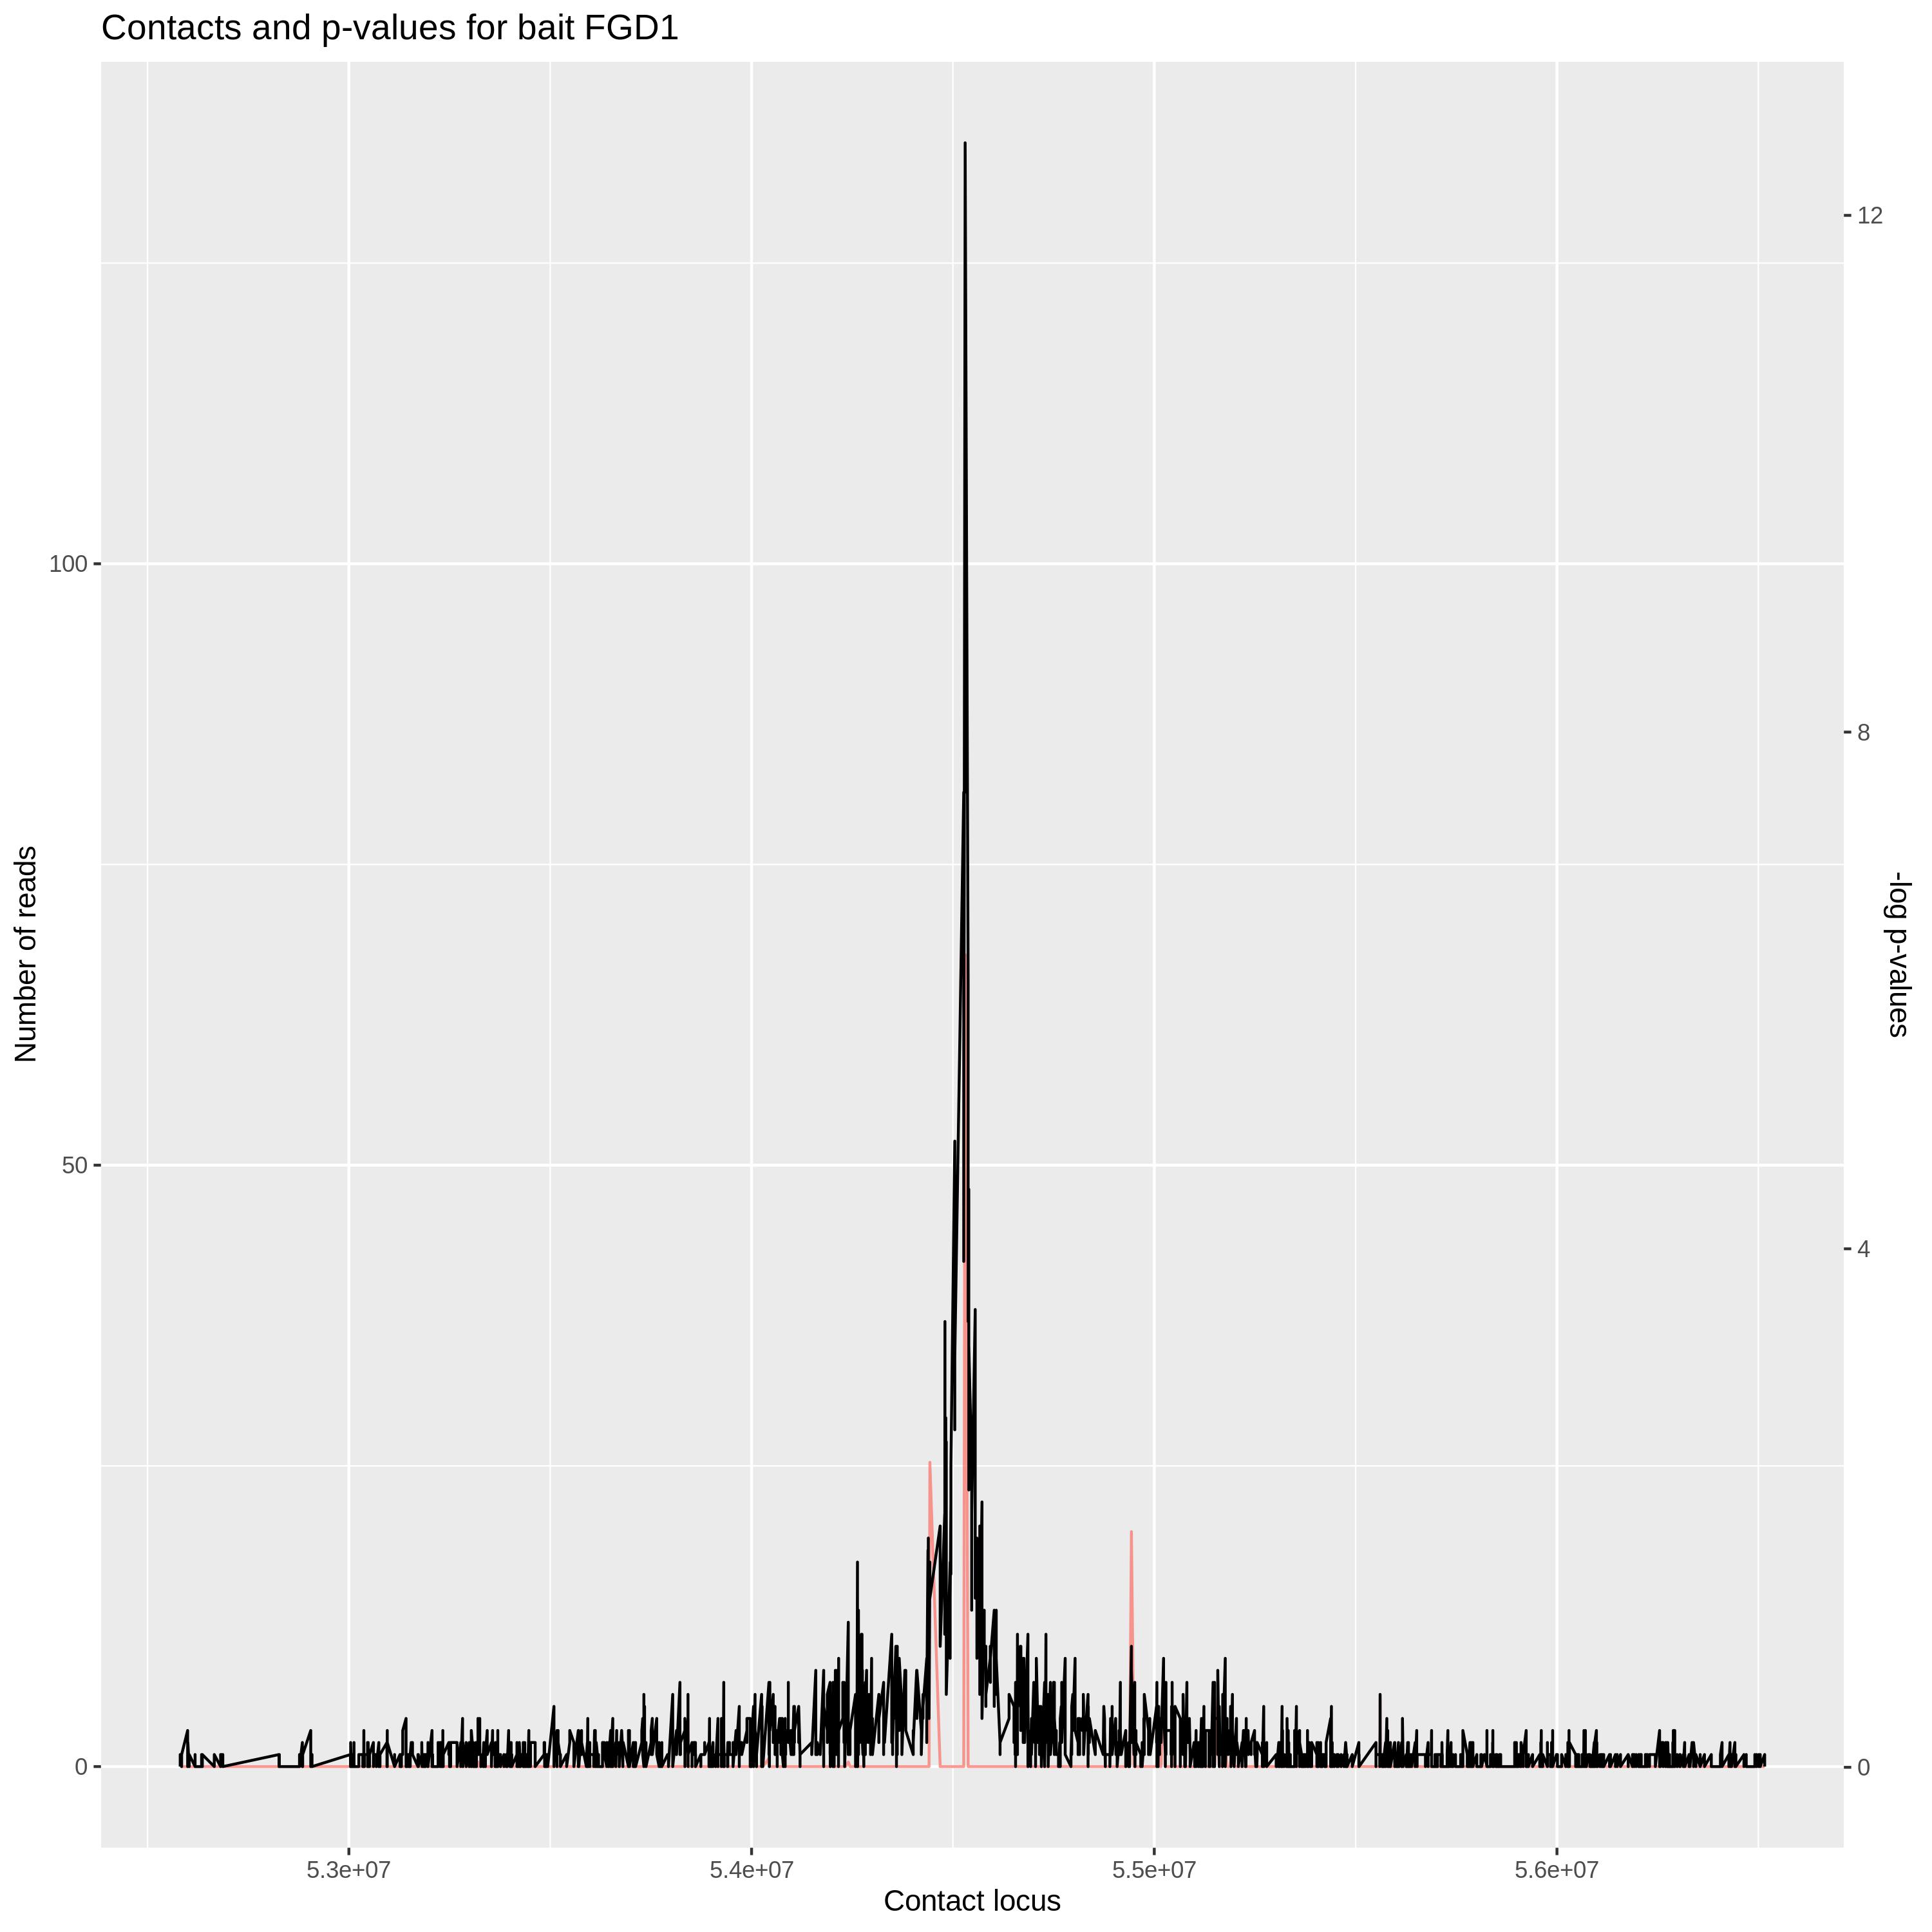 Contacts and p-values for bait FGD1
12
100
8
Number of reads
-log p-values
50
4
0
0
5.3e+07
5.4e+07
5.5e+07
5.6e+07
Contact locus